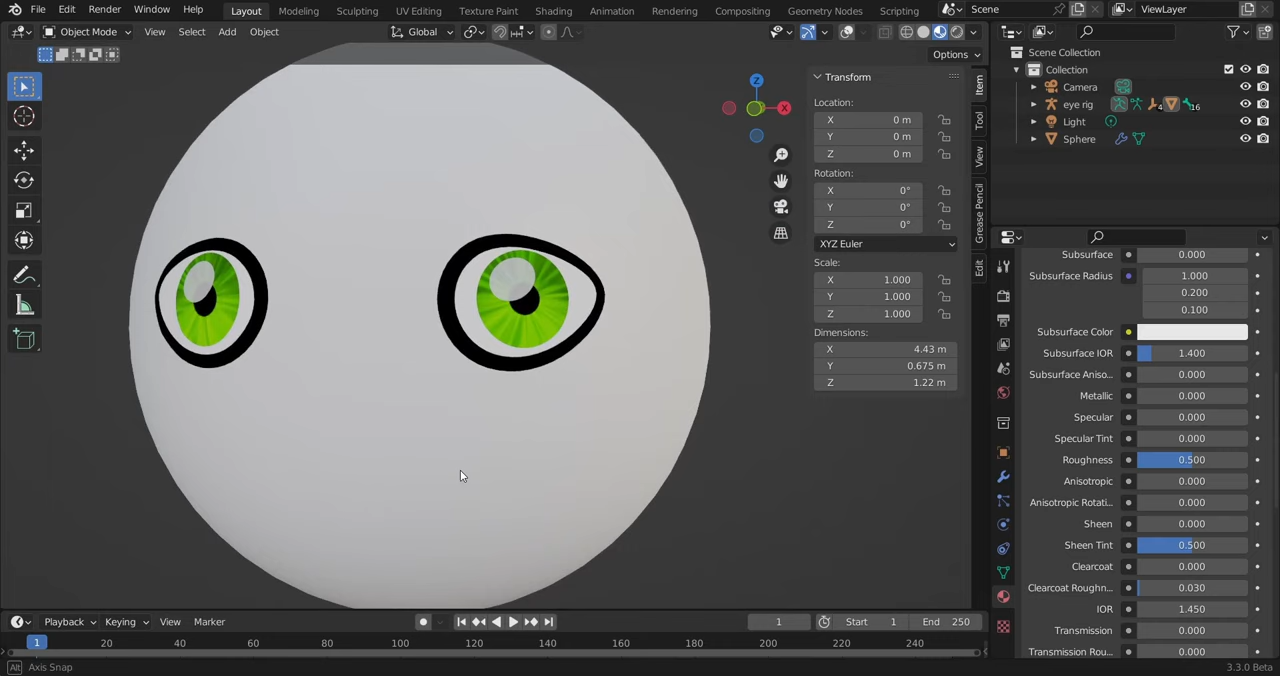 File Edit Render Window Help Layout Modeling Sculpting UV Editing Texture Paint Shading Animation Rendering Compositing Geometry Nodes Scripting Scene ViewLayer
Object Mode View Select Add Object Global
Options
Transform
Location:
X 0 m
Y 0 m
Z 0 m
Rotation:
X 0°
Y 0°
Z 0°
XYZ Euler
Scale:
X 1.000
Y 1.000
Z 1.000
Dimensions:
X 4.43 m
Y 0.675 m
Z 1.22 m
Z
X
Item
Tool
View
Grease Pencil
Edit
Scene Collection
Collection
Camera
eye rig 4 16
Light
Sphere
Subsurface 0.000
Subsurface Radius 1.000
0.200
0.100
Subsurface Color
Subsurface IOR 1.400
Subsurface Aniso... 0.000
Metallic 0.000
Specular 0.000
Specular Tint 0.000
Roughness 0.500
Anisotropic 0.000
Anisotropic Rotati... 0.000
Sheen 0.000
Sheen Tint 0.500
Clearcoat 0.000
Clearcoat Roughn... 0.030
IOR 1.450
Transmission 0.000
Transmission Rou... 0.000
Playback Keying View Marker 1 Start 1 End 250
1 20 40 60 80 100 120 140 160 180 200 220 240
Alt Axis Snap
3.3.0 Beta